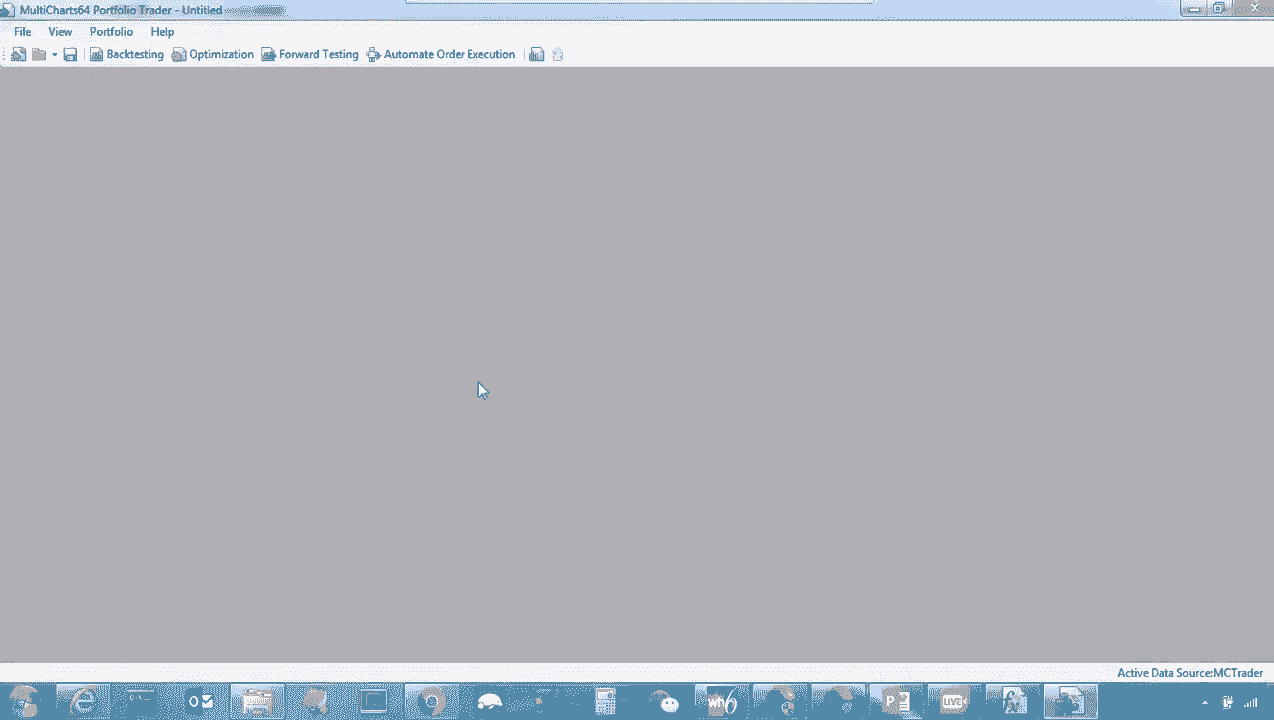 MultiCharts64 Portfolio Trader - Untitled
File View Portfolio Help
Backtesting Optimization Forward Testing Automate Order Execution
Active Data Source:MCTrader
LIVE